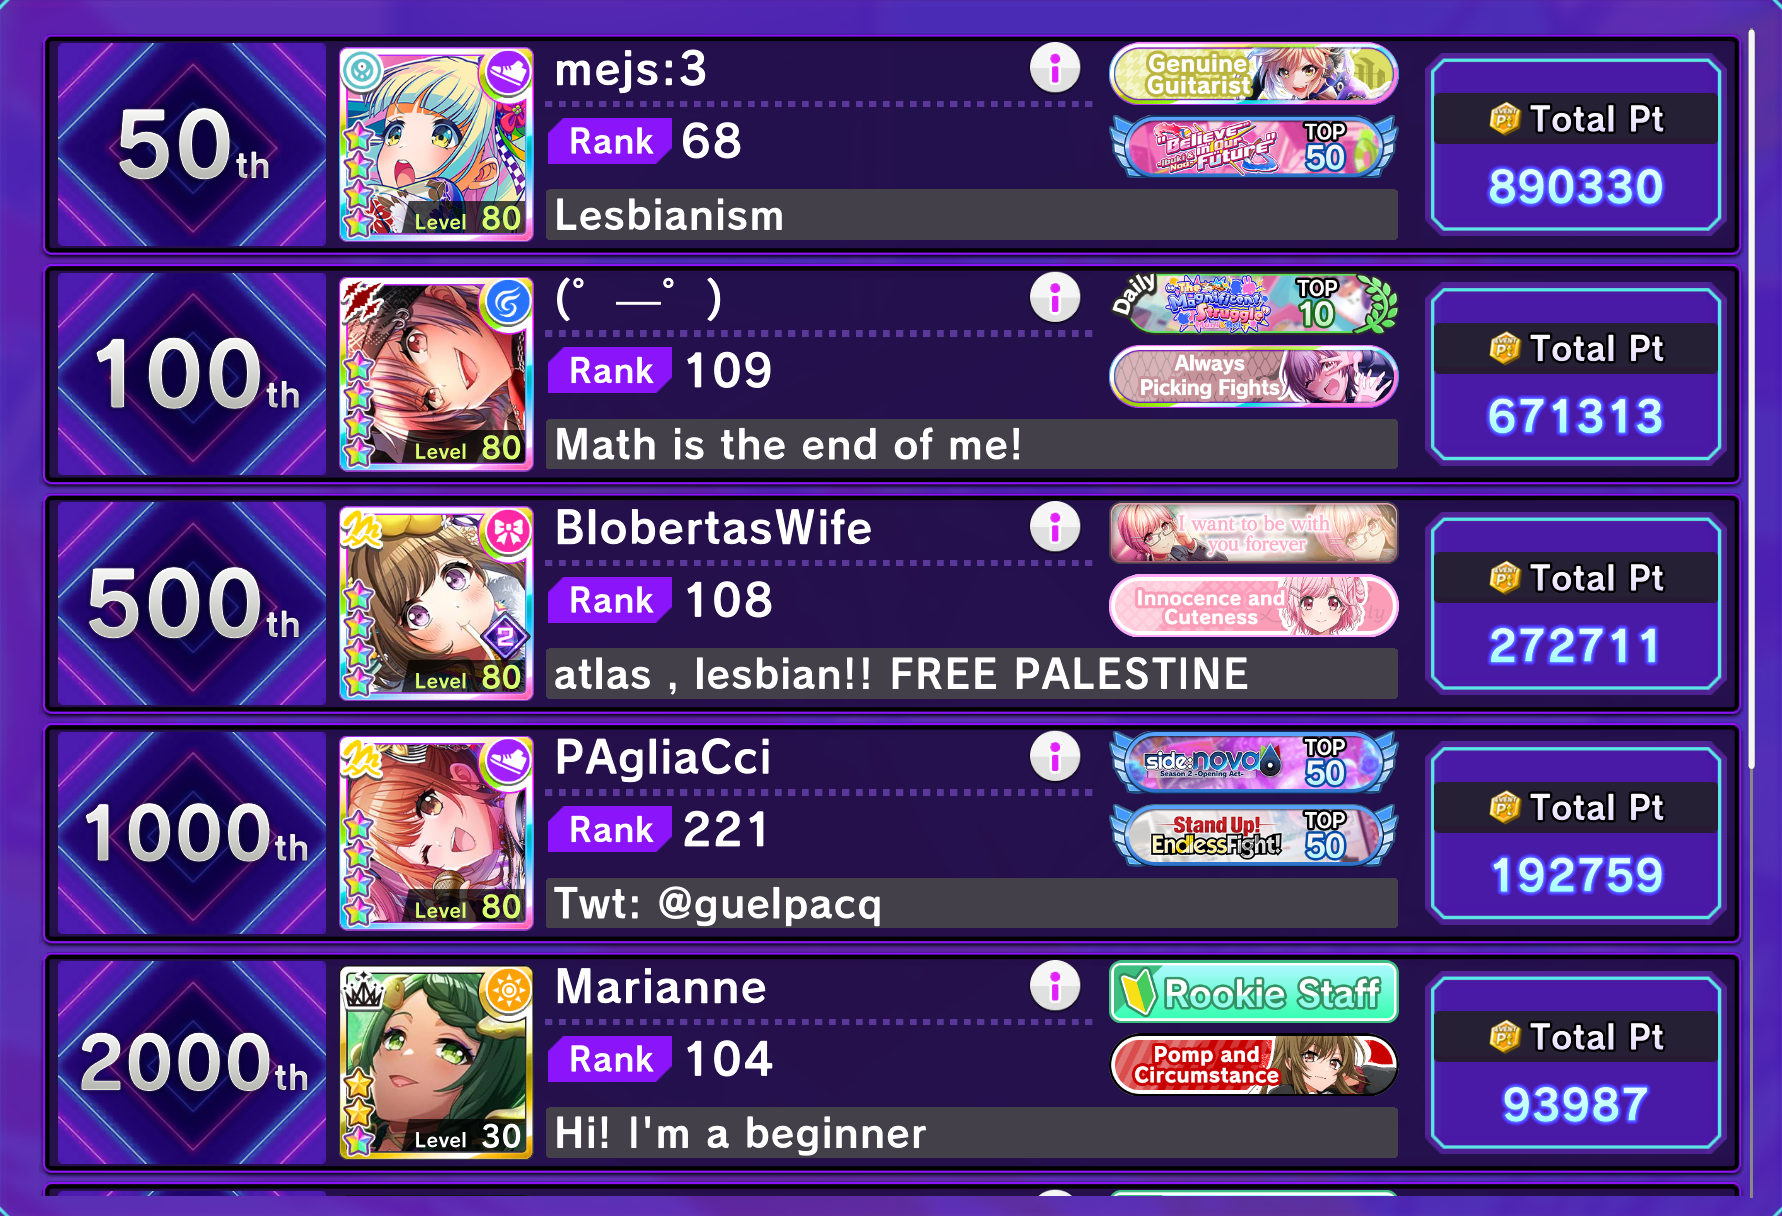 50th
mejs:3
Rank 68
Lesbianism
Level 80
Genuine
Guitarist
"Believe
in Our
Future"
TOP
50
Total Pt
890330
100th
(゜―゜)
Rank 109
Math is the end of me!
Level 80
Daily
"The
Magnificent
Struggle
TOP
10
Always
Picking Fights
Total Pt
671313
500th
BlobertasWife
Rank 108
atlas , lesbian!! FREE PALESTINE
2
Level 80
I want to be with
you forever
Innocence and
Cuteness
Total Pt
272711
1000th
PAgliaCci
Rank 221
Twt: @guelpacq
Level 80
side:nova
Season 2 -Opening Act-
TOP
50
Stand Up!
EndlessFight!
TOP
50
Total Pt
192759
2000th
Marianne
Rank 104
Hi! I'm a beginner
Level 30
Rookie Staff
Pomp and
Circumstance
Total Pt
93987